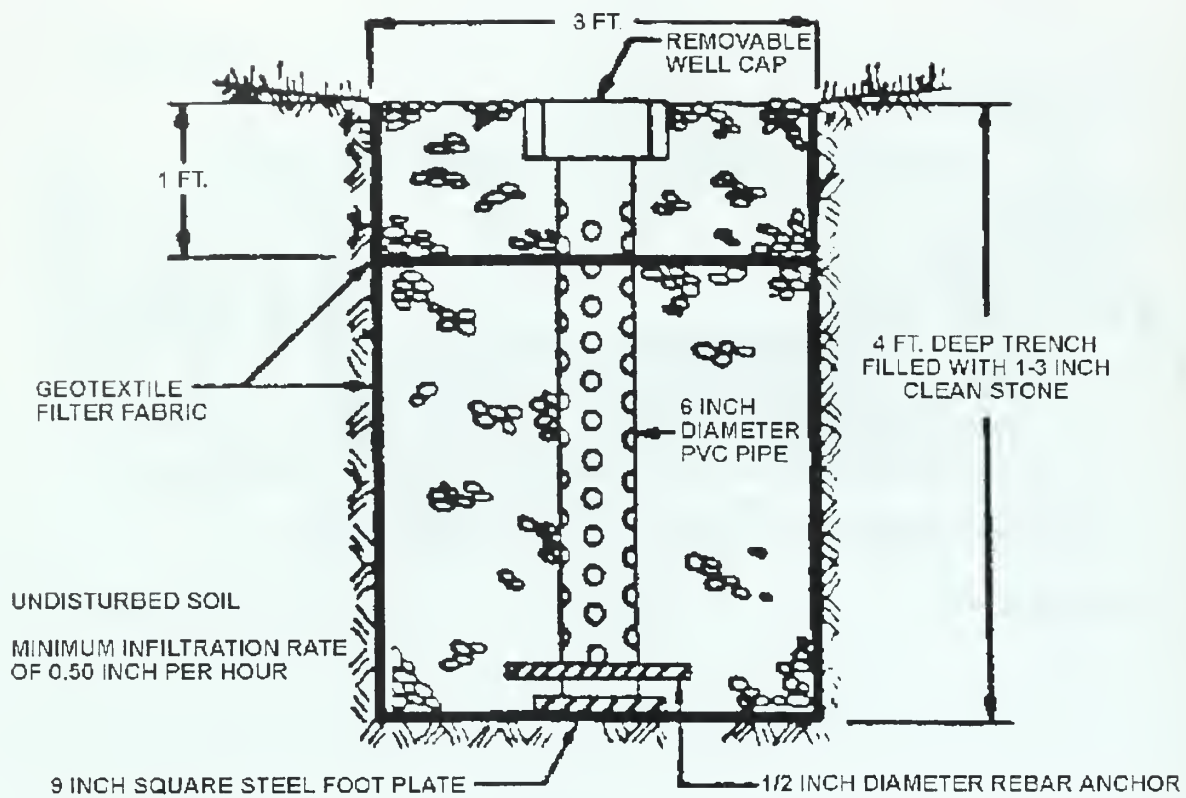 3 FT.
REMOVABLE
WELL CAP
1 FT.
GEOTEXTILE
FILTER FABRIC
4 FT. DEEP TRENCH
FILLED WITH 1-3 INCH
CLEAN STONE
6 INCH
DIAMETER
PVC PIPE
UNDISTURBED SOIL
MINIMUM INFILTRATION RATE
OF 0.50 INCH PER HOUR
9 INCH SQUARE STEEL FOOT PLATE
1/2 INCH DIAMETER REBAR ANCHOR